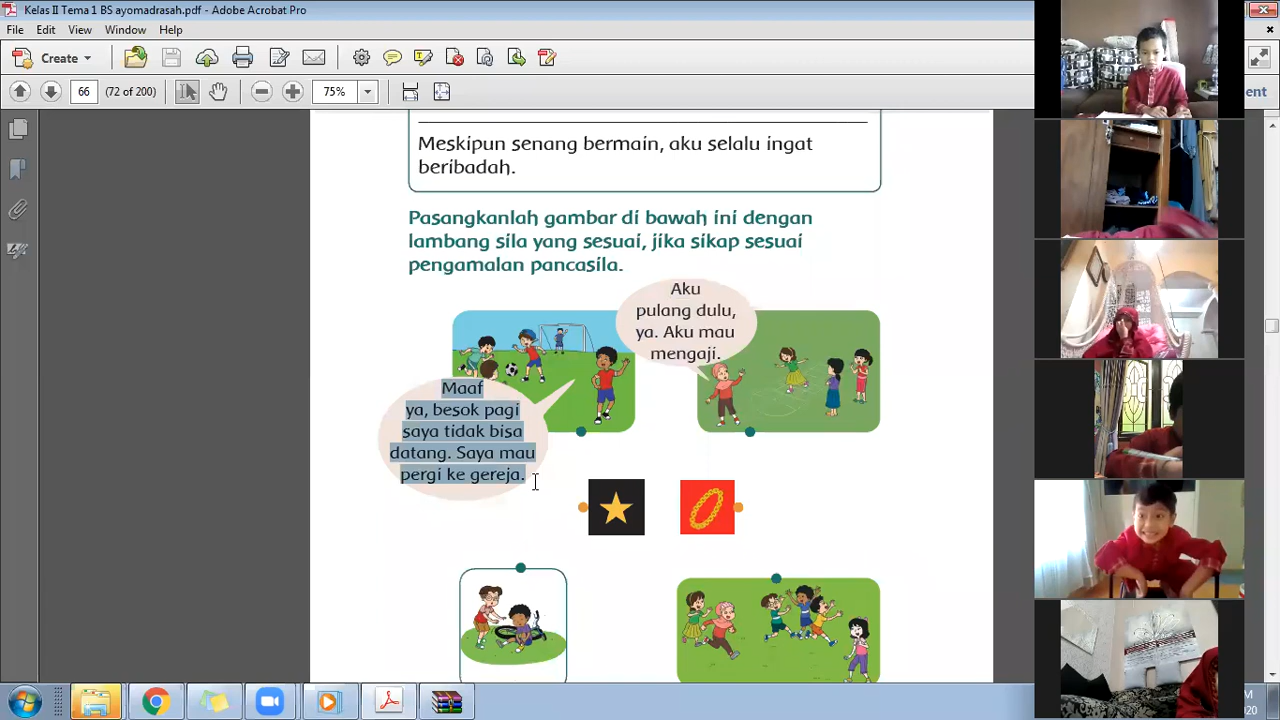 Kelas II Tema 1 BS ayomadrasah.pdf - Adobe Acrobat Pro
File Edit View Window Help
Create
66 (72 of 200) 75%
Meskipun senang bermain, aku selalu ingat
beribadah.
Pasangkanlah gambar di bawah ini dengan
lambang sila yang sesuai, jika sikap sesuai
pengamalan pancasila.
Aku
pulang dulu,
ya. Aku mau
mengaji.
Maaf
ya, besok pagi
saya tidak bisa
datang. Saya mau
pergi ke gereja.